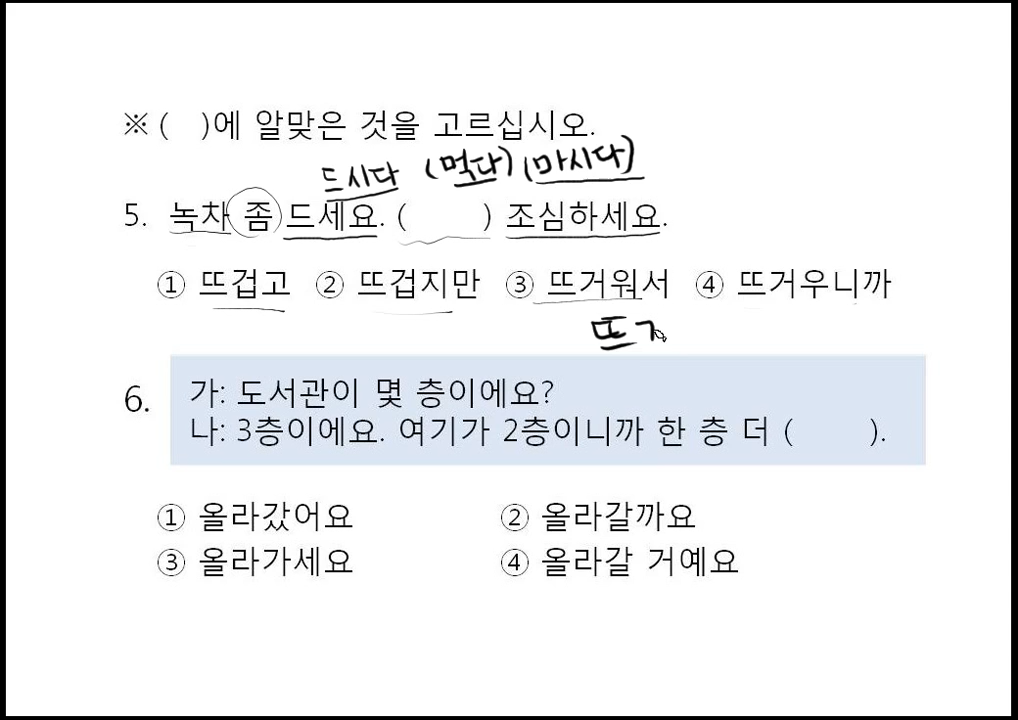 ※ (   )에 알맞은 것을 고르십시오.
드시다 (먹다) (마시다)
5. 녹차 좀 드세요. (      ) 조심하세요.
① 뜨겁고 ② 뜨겁지만 ③ 뜨거워서 ④ 뜨거우니까
뜨
6.
가: 도서관이 몇 층이에요?
나: 3층이에요. 여기가 2층이니까 한 층 더 (      ).
① 올라갔어요 ② 올라갈까요
③ 올라가세요 ④ 올라갈 거예요